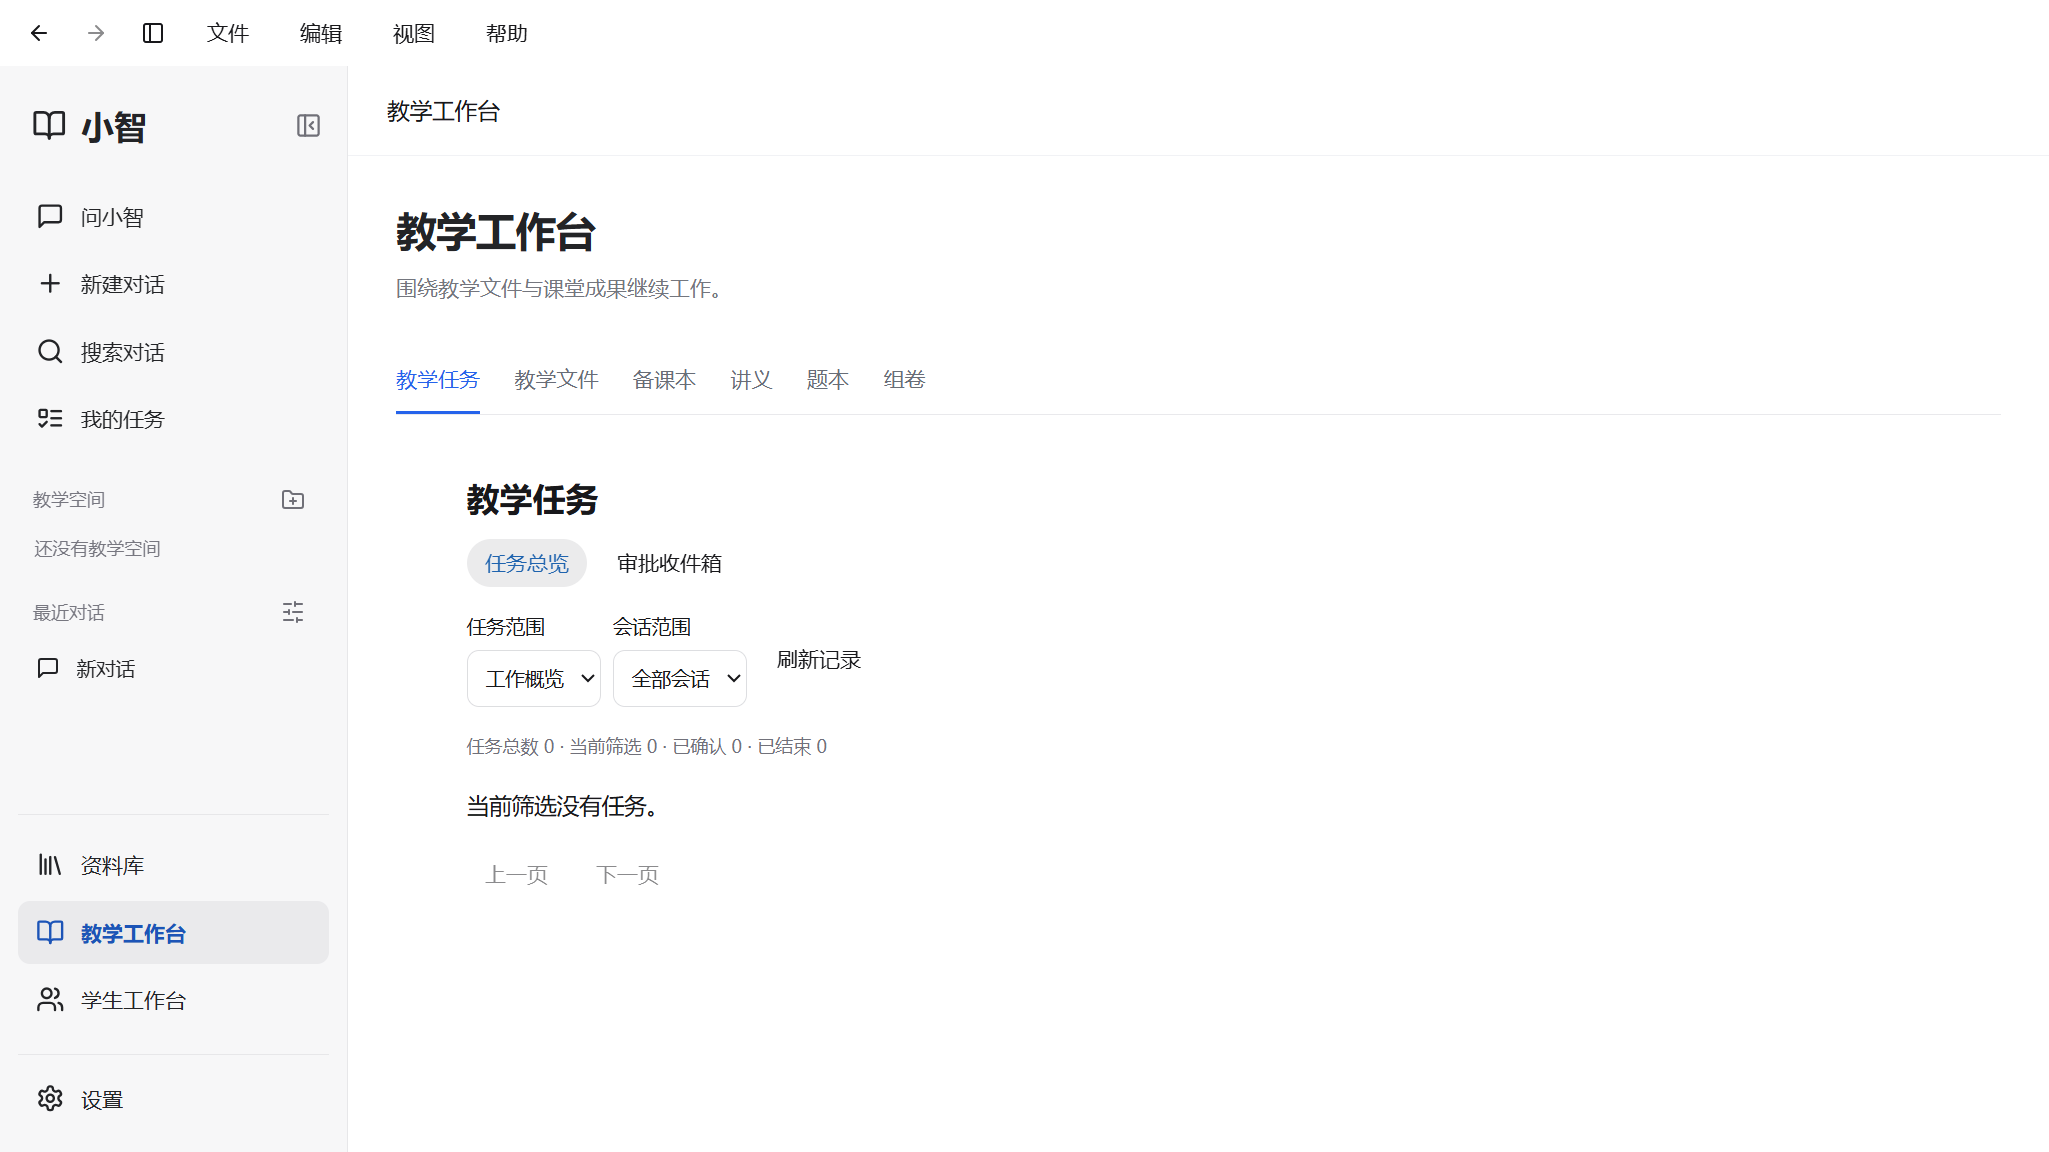 文件 编辑 视图 帮助
小智
问小智
新建对话
搜索对话
我的任务
教学空间
还没有教学空间
最近对话
新对话
资料库
教学工作台
学生工作台
设置
教学工作台
教学工作台
围绕教学文件与课堂成果继续工作。
教学任务 教学文件 备课本 讲义 题本 组卷
教学任务
任务总览 审批收件箱
任务范围 会话范围
工作概览 全部会话 刷新记录
任务总数 0 · 当前筛选 0 · 已确认 0 · 已结束 0
当前筛选没有任务。
上一页 下一页